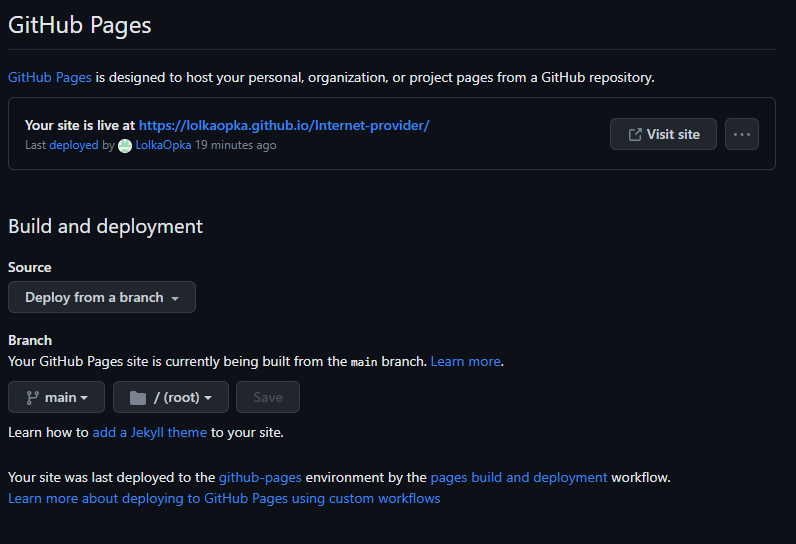 GitHub Pages
GitHub Pages is designed to host your personal, organization, or project pages from a GitHub repository.
Your site is live at https://lolkaopka.github.io/Internet-provider/
Last deployed by LolkaOpka 19 minutes ago
Visit site
Build and deployment
Source
Deploy from a branch
Branch
Your GitHub Pages site is currently being built from the main branch. Learn more.
main / (root) Save
Learn how to add a Jekyll theme to your site.
Your site was last deployed to the github-pages environment by the pages build and deployment workflow.
Learn more about deploying to GitHub Pages using custom workflows